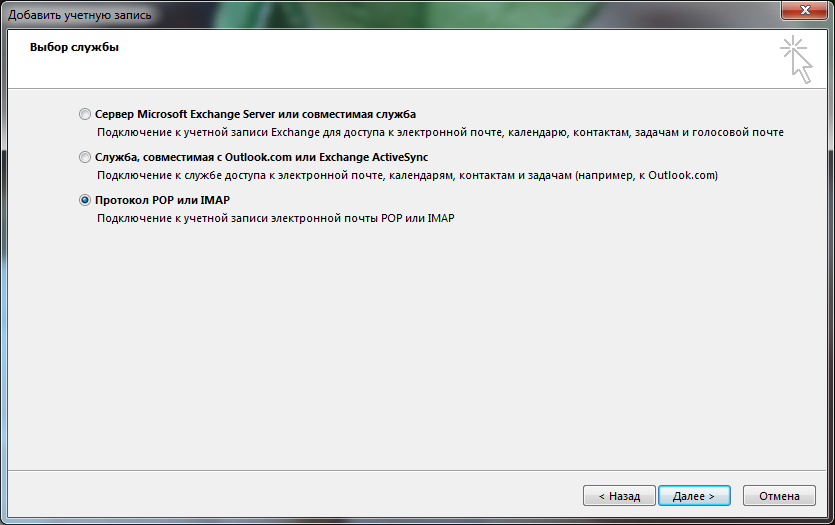 Добавить учетную запись
Выбор службы
Сервер Microsoft Exchange Server или совместимая служба
Подключение к учетной записи Exchange для доступа к электронной почте, календарю, контактам, задачам и голосовой почте
Служба, совместимая с Outlook.com или Exchange ActiveSync
Подключение к службе доступа к электронной почте, календарям, контактам и задачам (например, к Outlook.com)
Протокол POP или IMAP
Подключение к учетной записи электронной почты POP или IMAP
< Назад Далее > Отмена